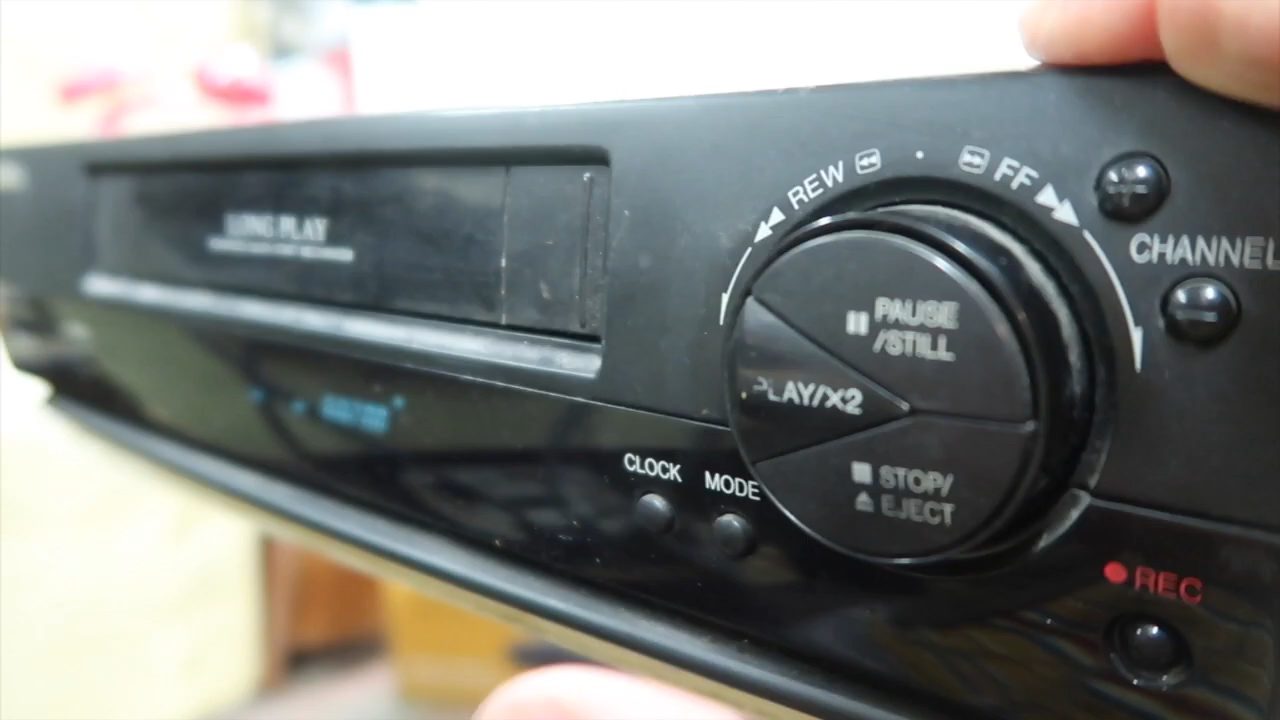 LONG PLAY
REW
FF
CHANNEL
PAUSE
/STILL
PLAY/X2
STOP/
EJECT
CLOCK
MODE
REC